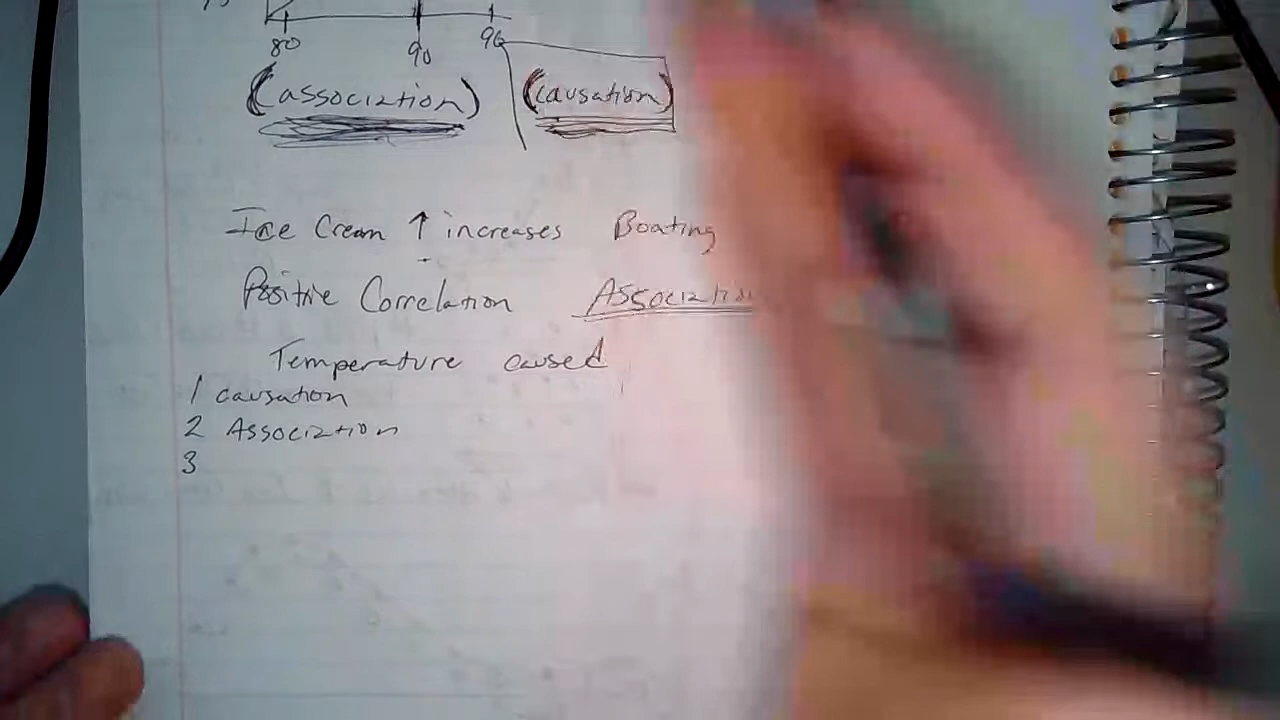 80 90 96
(association) (causation)
Ice Cream ↑ increases Boating
Positive Correlation Association
Temperature caused
1 causation
2 Association
3